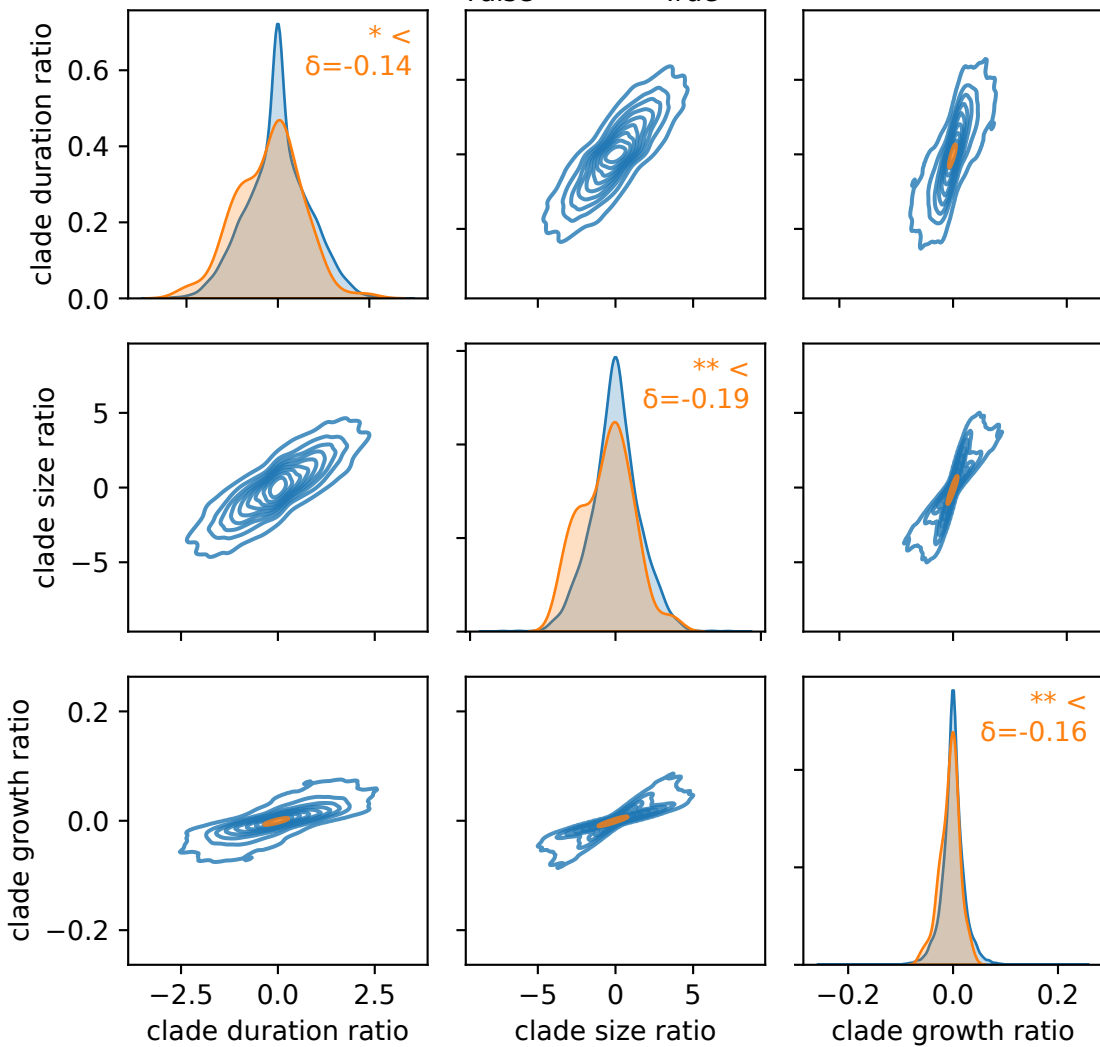 clade duration ratio
0.6
0.4
0.2
0.0
* <
δ=-0.14
clade size ratio
5
0
−5
** <
δ=-0.19
clade growth ratio
0.2
0.0
−0.2
** <
δ=-0.16
−2.5 0.0 2.5
−5 0 5
−0.2 0.0 0.2
clade duration ratio
clade size ratio
clade growth ratio